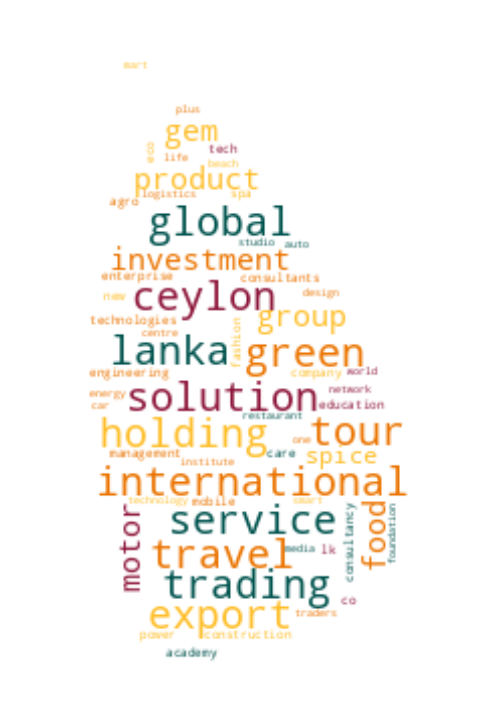 mart
plus
gem
eco
tech
life
beach
product
logistics
spa
agro
global
studio
auto
investment
enterprise
consultants
ceylon
new
design
group
technologies
centre
fashion
lanka
green
engineering
company
world
solution
energy
network
car
education
restaurant
holding
tour
one
management
care
spice
institute
international
technology
mobile
smart
service
motor
consultancy
food
foundation
travel
media
lk
trading
co
export
traders
power
construction
academy